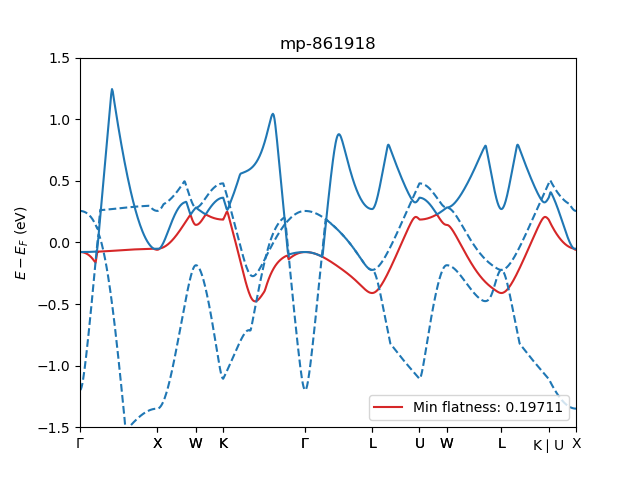 mp-861918
E − E_F (eV)
1.5
1.0
0.5
0.0
−0.5
−1.0
−1.5
Min flatness: 0.19711
Γ X W K Γ L U W L K | U X